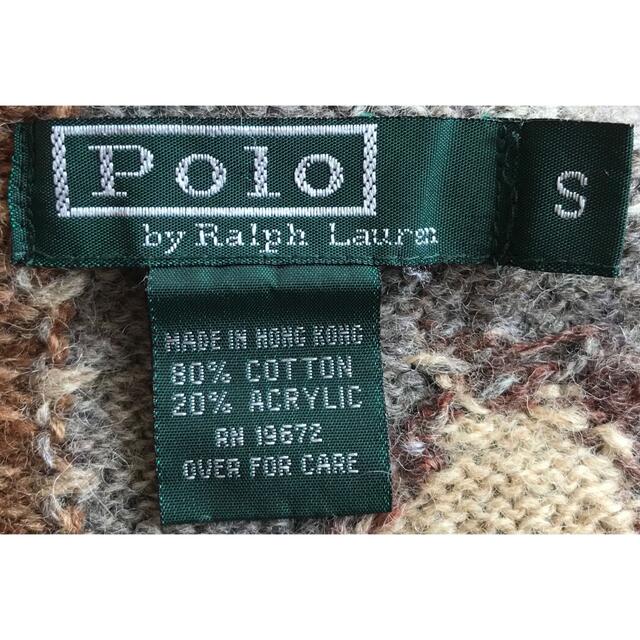 Polo
by Ralph Lauren
S
MADE IN HONG KONG
80% COTTON
20% ACRYLIC
RN 19672
OVER FOR CARE